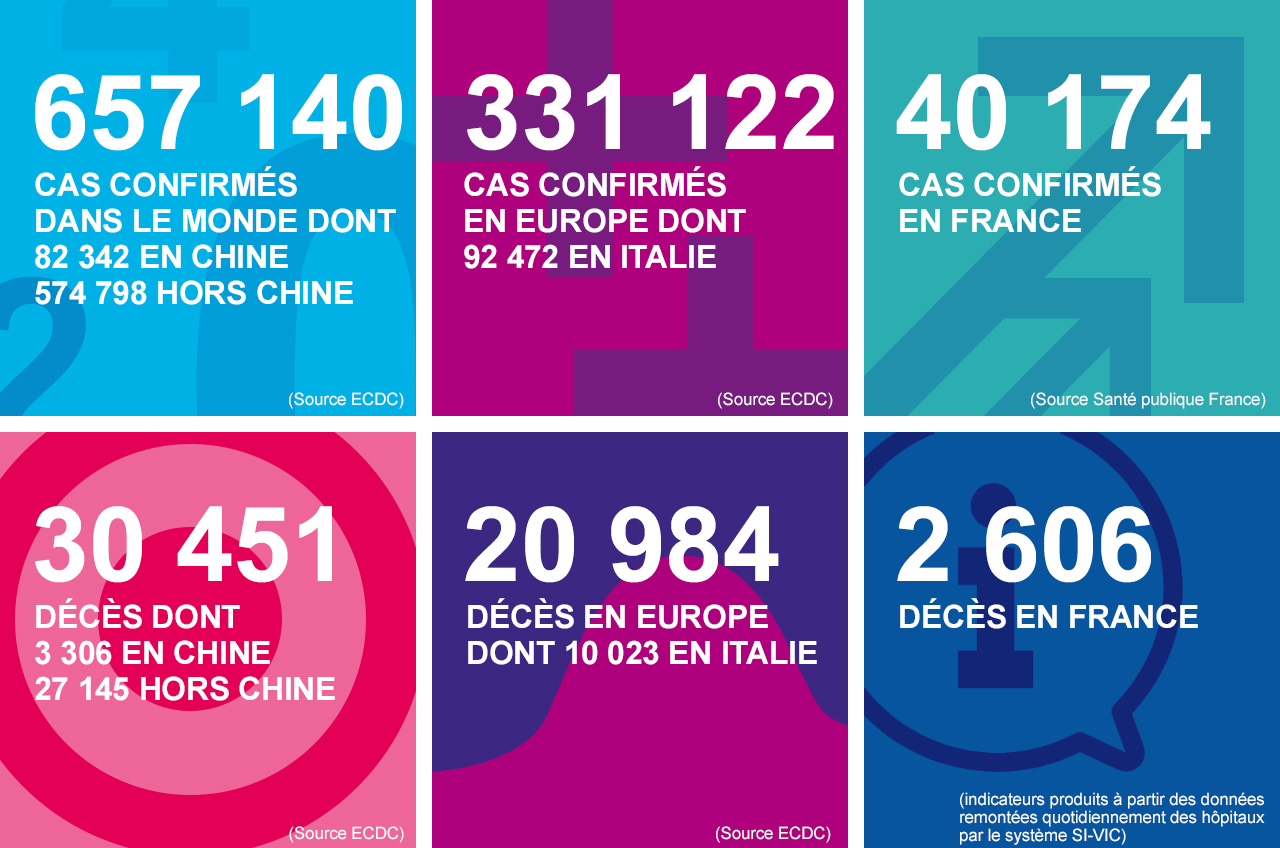 657 140
CAS CONFIRMÉS
DANS LE MONDE DONT
82 342 EN CHINE
574 798 HORS CHINE
(Source ECDC)
331 122
CAS CONFIRMÉS
EN EUROPE DONT
92 472 EN ITALIE
(Source ECDC)
40 174
CAS CONFIRMÉS
EN FRANCE
(Source Santé publique France)
30 451
DÉCÈS DONT
3 306 EN CHINE
27 145 HORS CHINE
(Source ECDC)
20 984
DÉCÈS EN EUROPE
DONT 10 023 EN ITALIE
(Source ECDC)
2 606
DÉCÈS EN FRANCE
(indicateurs produits à partir des données
remontées quotidiennement des hôpitaux
par le système SI-VIC)